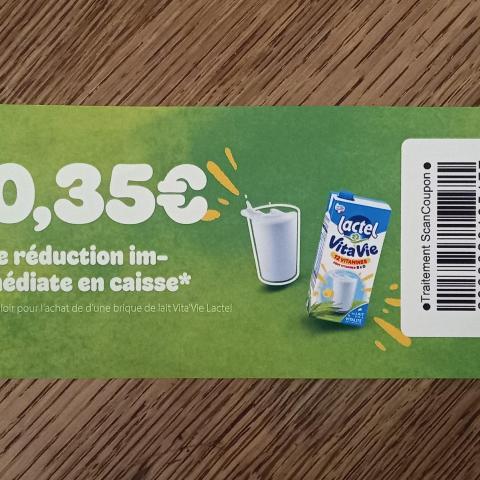 0,35€
e réduction im-
médiate en caisse*
loir pour l'achat de d'une brique de lait Vita'Vie Lactel
Lactel
Vita Vie
12 VITAMINES
●Traitement ScanCoupon●